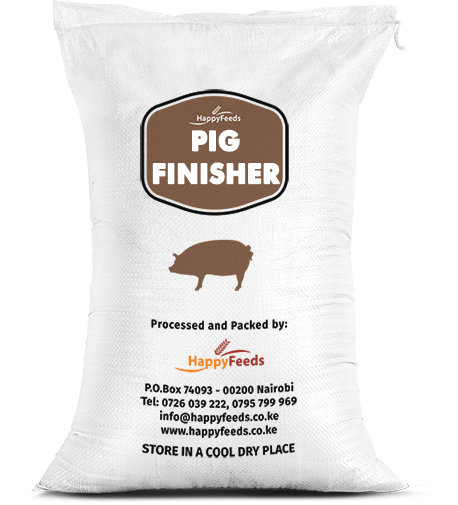 HappyFeeds
PIG
FINISHER
Processed and Packed by:
HappyFeeds
P.O.Box 74093 - 00200 Nairobi
Tel: 0726 039 222, 0795 799 969
info@happyfeeds.co.ke
www.happyfeeds.co.ke
STORE IN A COOL DRY PLACE